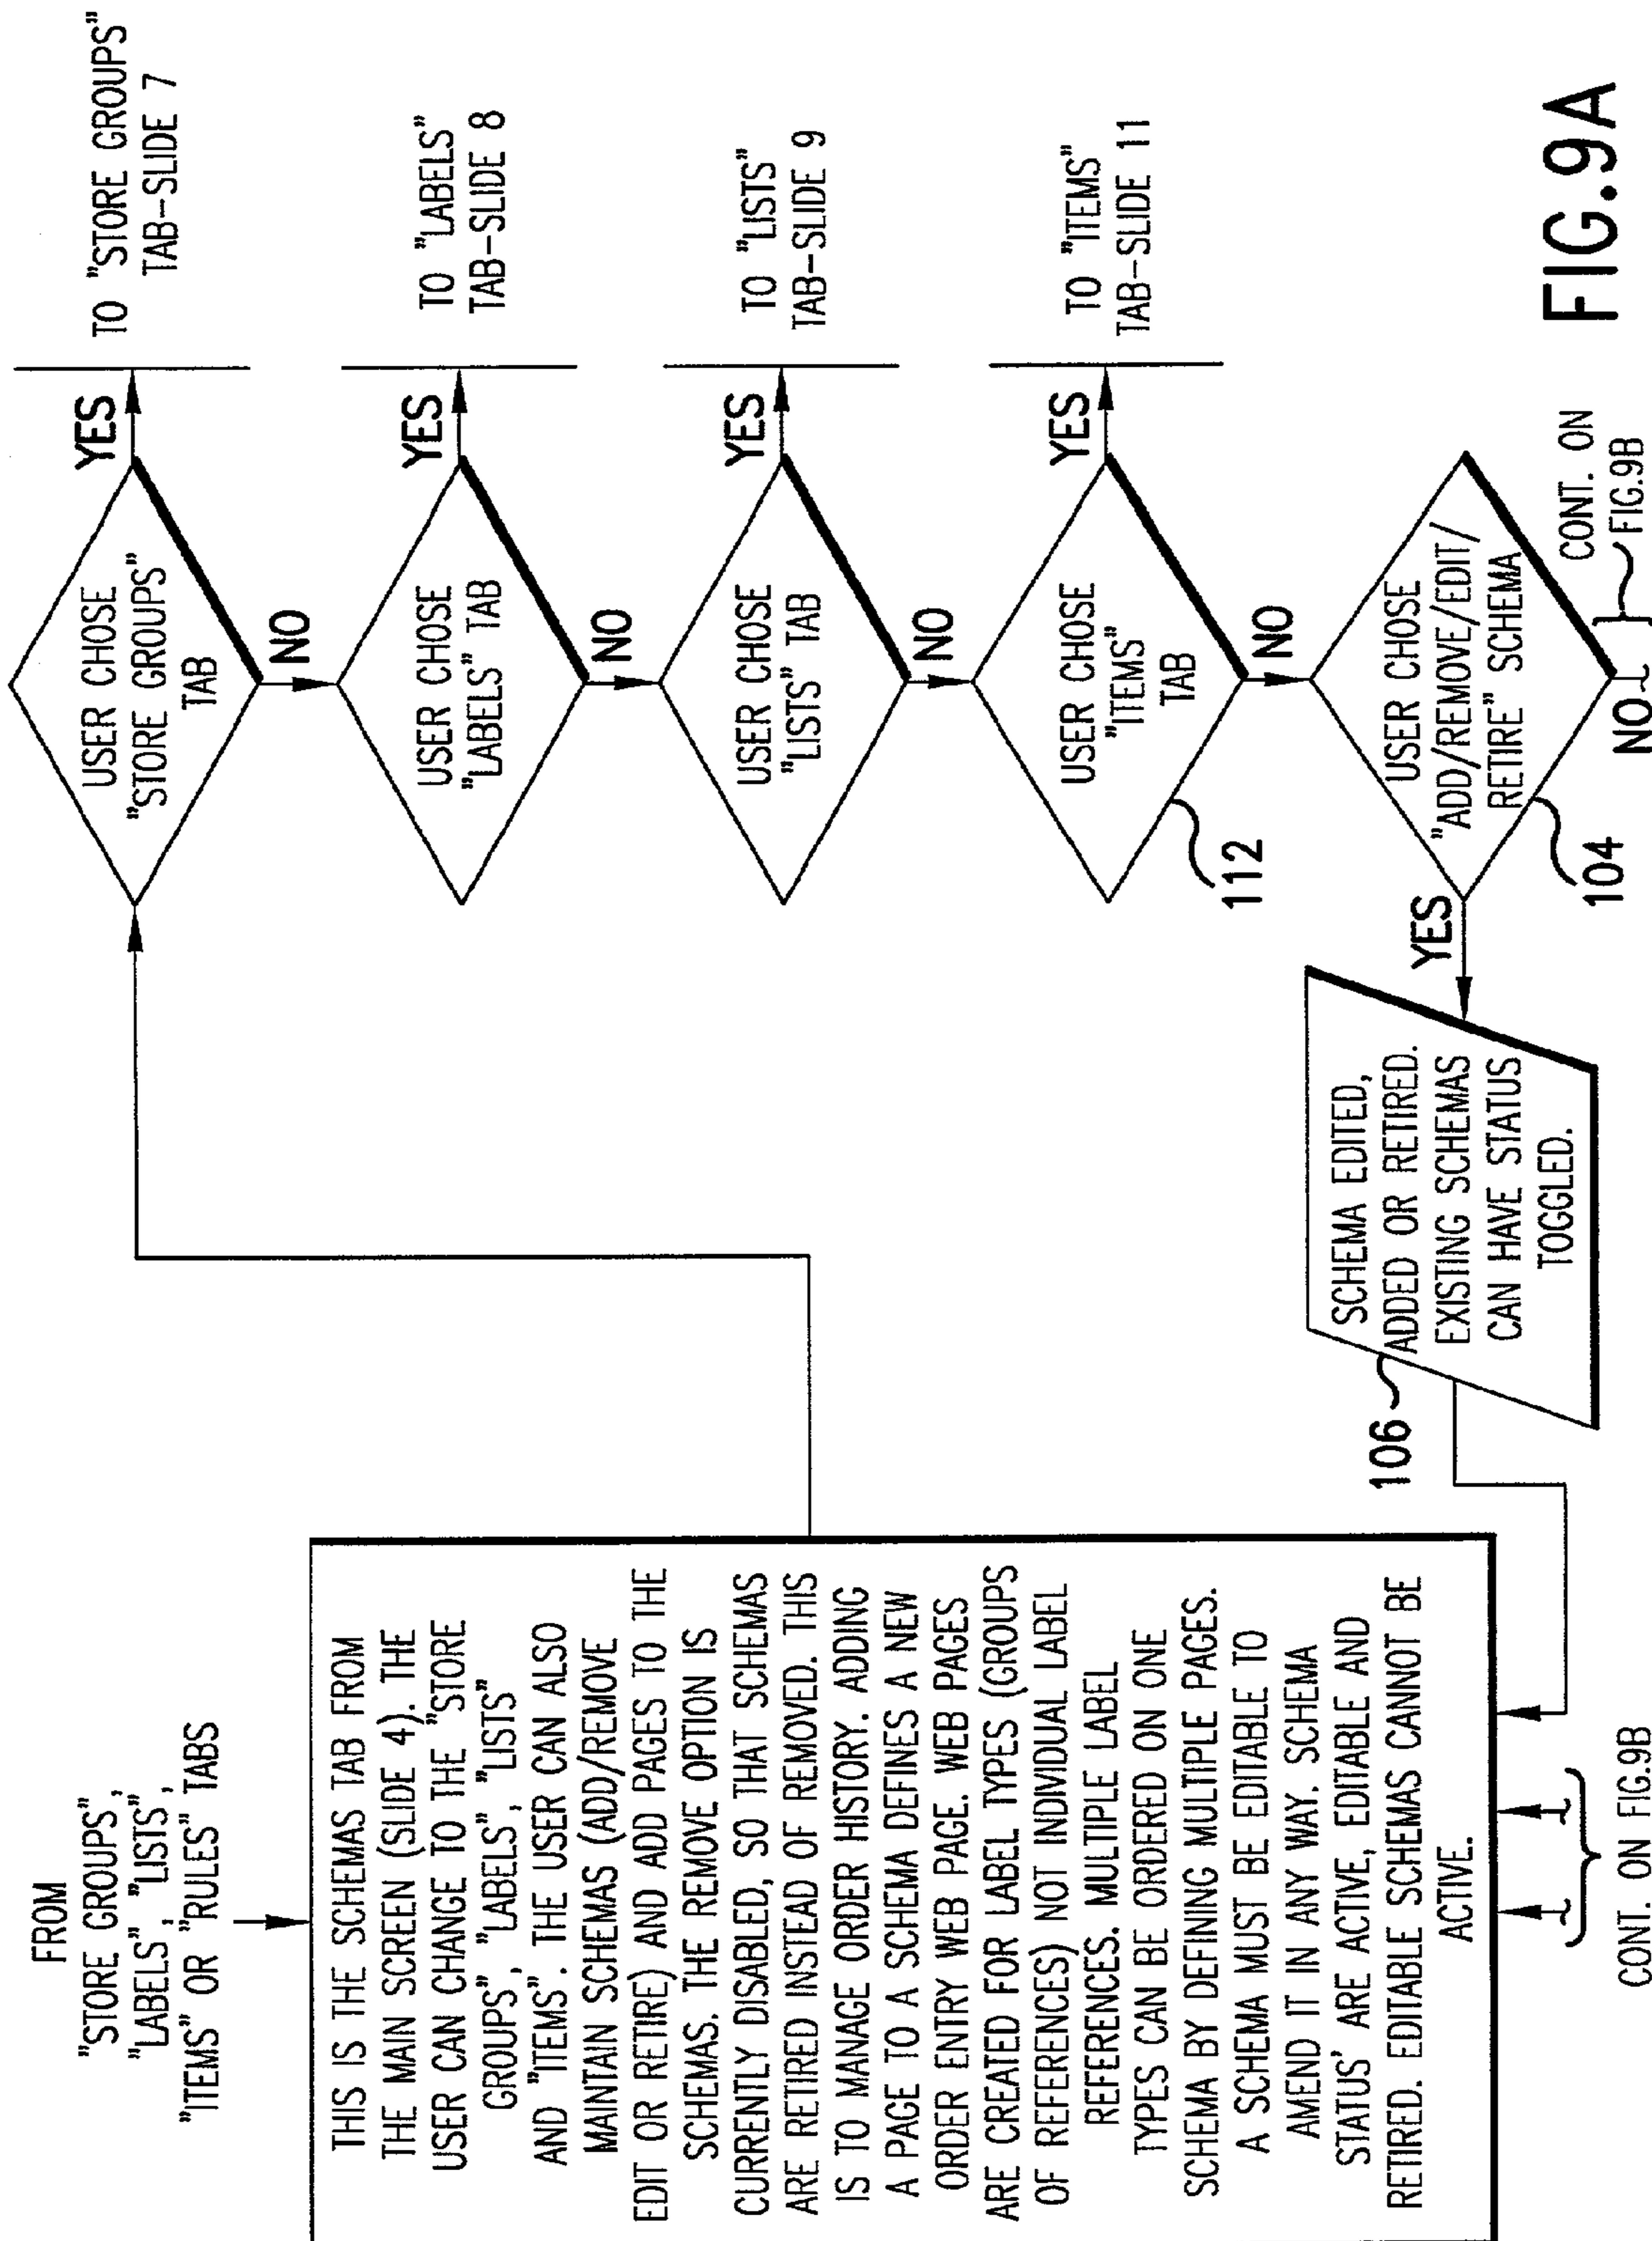 FROM
"STORE GROUPS",
"LABELS", "LISTS",
"ITEMS" OR "RULES" TABS
THIS IS THE SCHEMAS TAB FROM
THE MAIN SCREEN (SLIDE 4). THE
USER CAN CHANGE TO THE "STORE
GROUPS", "LABELS", "LISTS"
AND "ITEMS". THE USER CAN ALSO
MAINTAIN SCHEMAS (ADD/REMOVE
EDIT OR RETIRE) AND ADD PAGES TO THE
SCHEMAS. THE REMOVE OPTION IS
CURRENTLY DISABLED, SO THAT SCHEMAS
ARE RETIRED INSTEAD OF REMOVED. THIS
IS TO MANAGE ORDER HISTORY. ADDING
A PAGE TO A SCHEMA DEFINES A NEW
ORDER ENTRY WEB PAGE. WEB PAGES
ARE CREATED FOR LABEL TYPES (GROUPS
OF REFERENCES) NOT INDIVIDUAL LABEL
REFERENCES. MULTIPLE LABEL
TYPES CAN BE ORDERED ON ONE
SCHEMA BY DEFINING MULTIPLE PAGES.
A SCHEMA MUST BE EDITABLE TO
AMEND IT IN ANY WAY. SCHEMA
STATUS' ARE ACTIVE, EDITABLE AND
RETIRED. EDITABLE SCHEMAS CANNOT BE
ACTIVE.
CONT. ON FIG.9B
USER CHOSE
"STORE GROUPS"
TAB
YES
TO "STORE GROUPS"
TAB-SLIDE 7
NO
USER CHOSE
"LABELS" TAB
YES
TO "LABELS"
TAB-SLIDE 8
NO
USER CHOSE
"LISTS" TAB
YES
TO "LISTS"
TAB-SLIDE 9
NO
USER CHOSE
"ITEMS"
TAB
112
YES
TO "ITEMS"
TAB-SLIDE 11
NO
USER CHOSE
"ADD/REMOVE/EDIT/
RETIRE" SCHEMA
104
YES
NO
CONT. ON
FIG.9B
SCHEMA EDITED,
ADDED OR RETIRED.
EXISTING SCHEMAS
CAN HAVE STATUS
TOGGLED.
106
FIG.9A